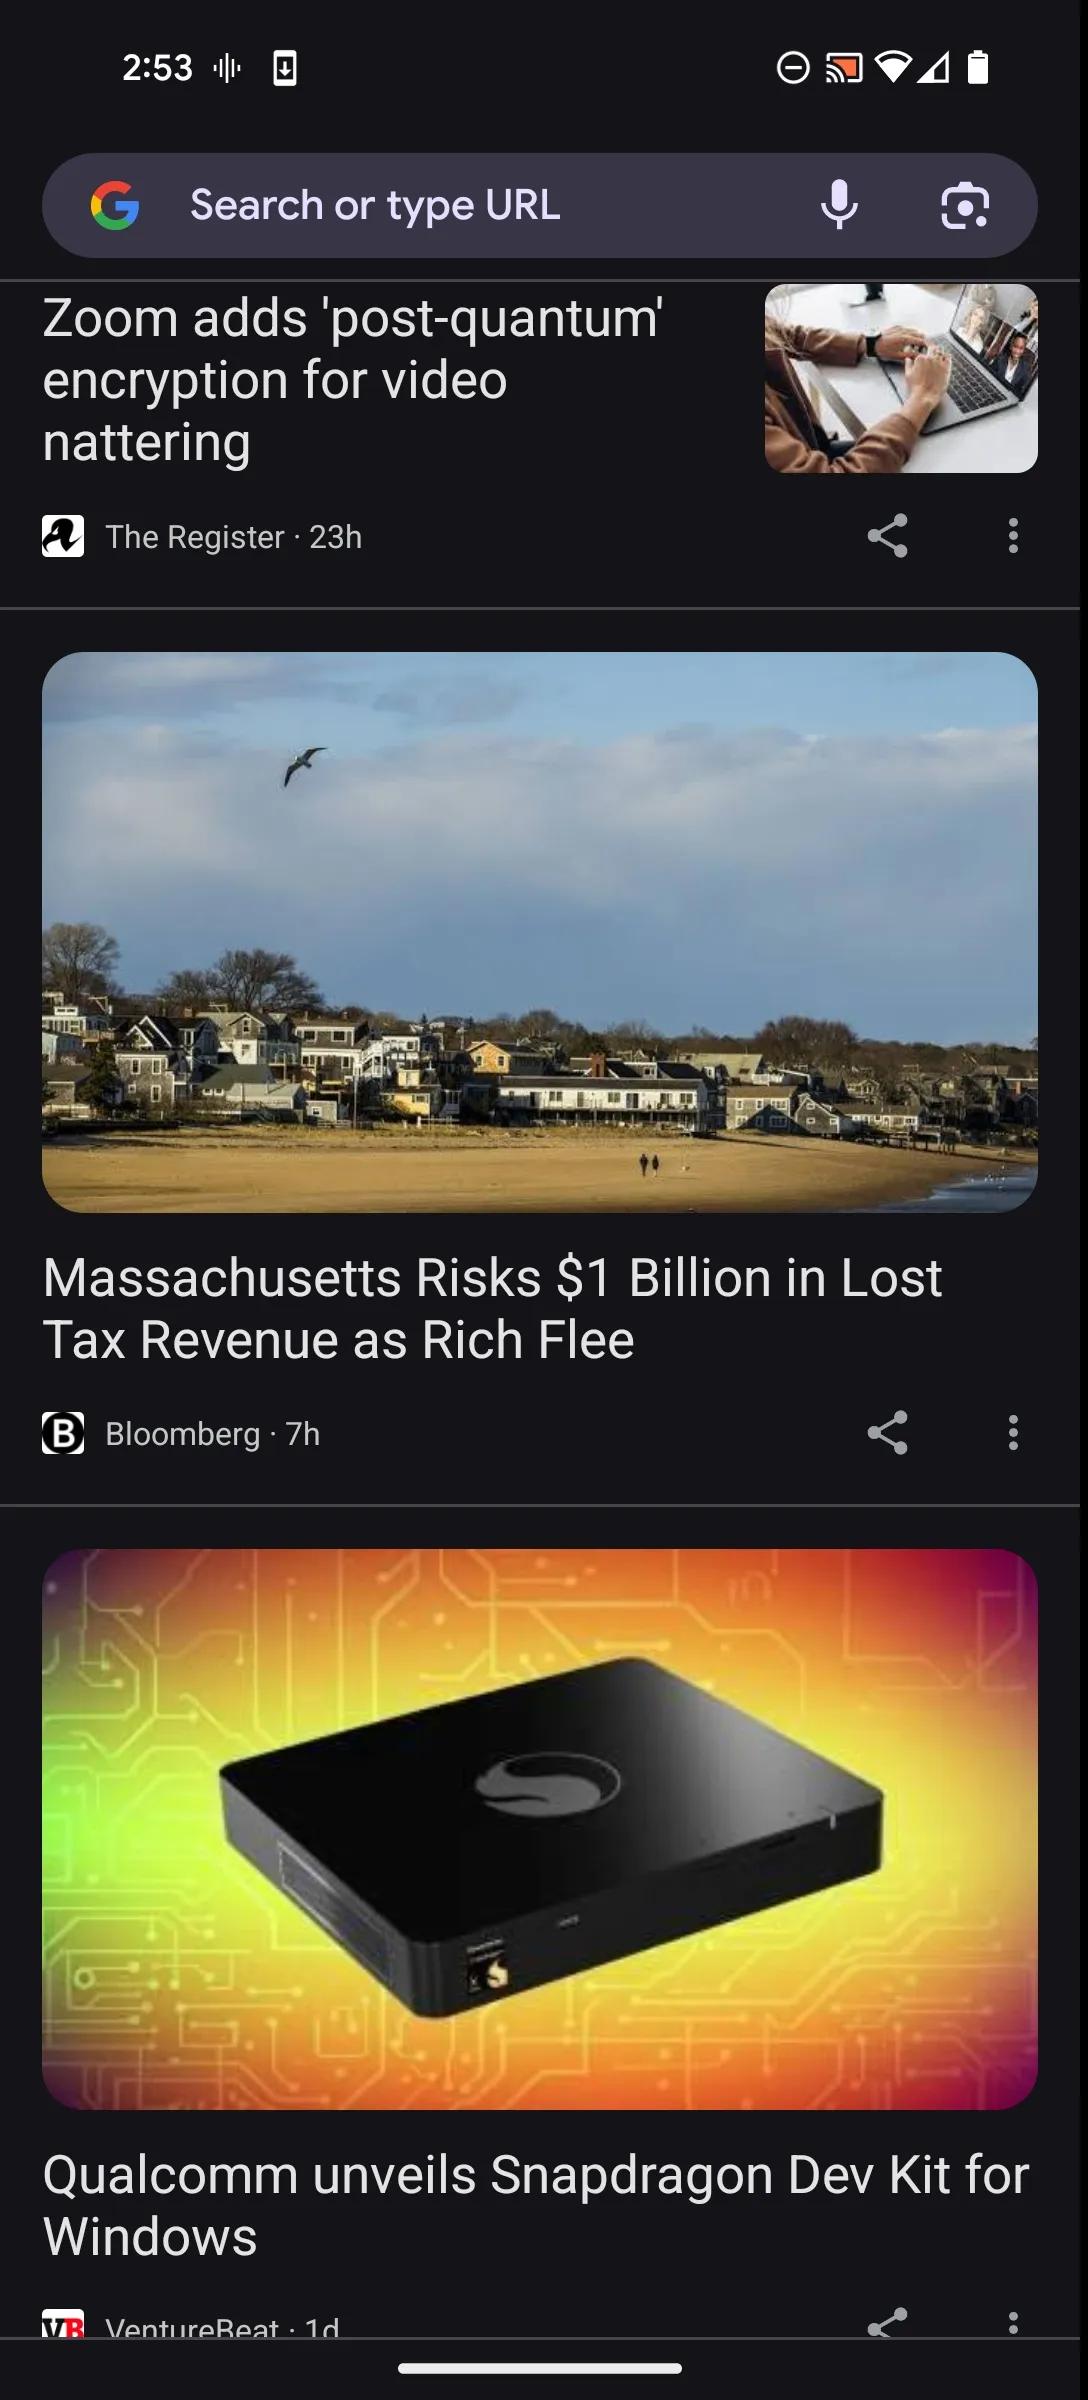 2:53
Search or type URL
Zoom adds 'post-quantum'
encryption for video
nattering
The Register · 23h
Massachusetts Risks $1 Billion in Lost
Tax Revenue as Rich Flee
B Bloomberg · 7h
Qualcomm unveils Snapdragon Dev Kit for
Windows
VB VentureBeat · 1d